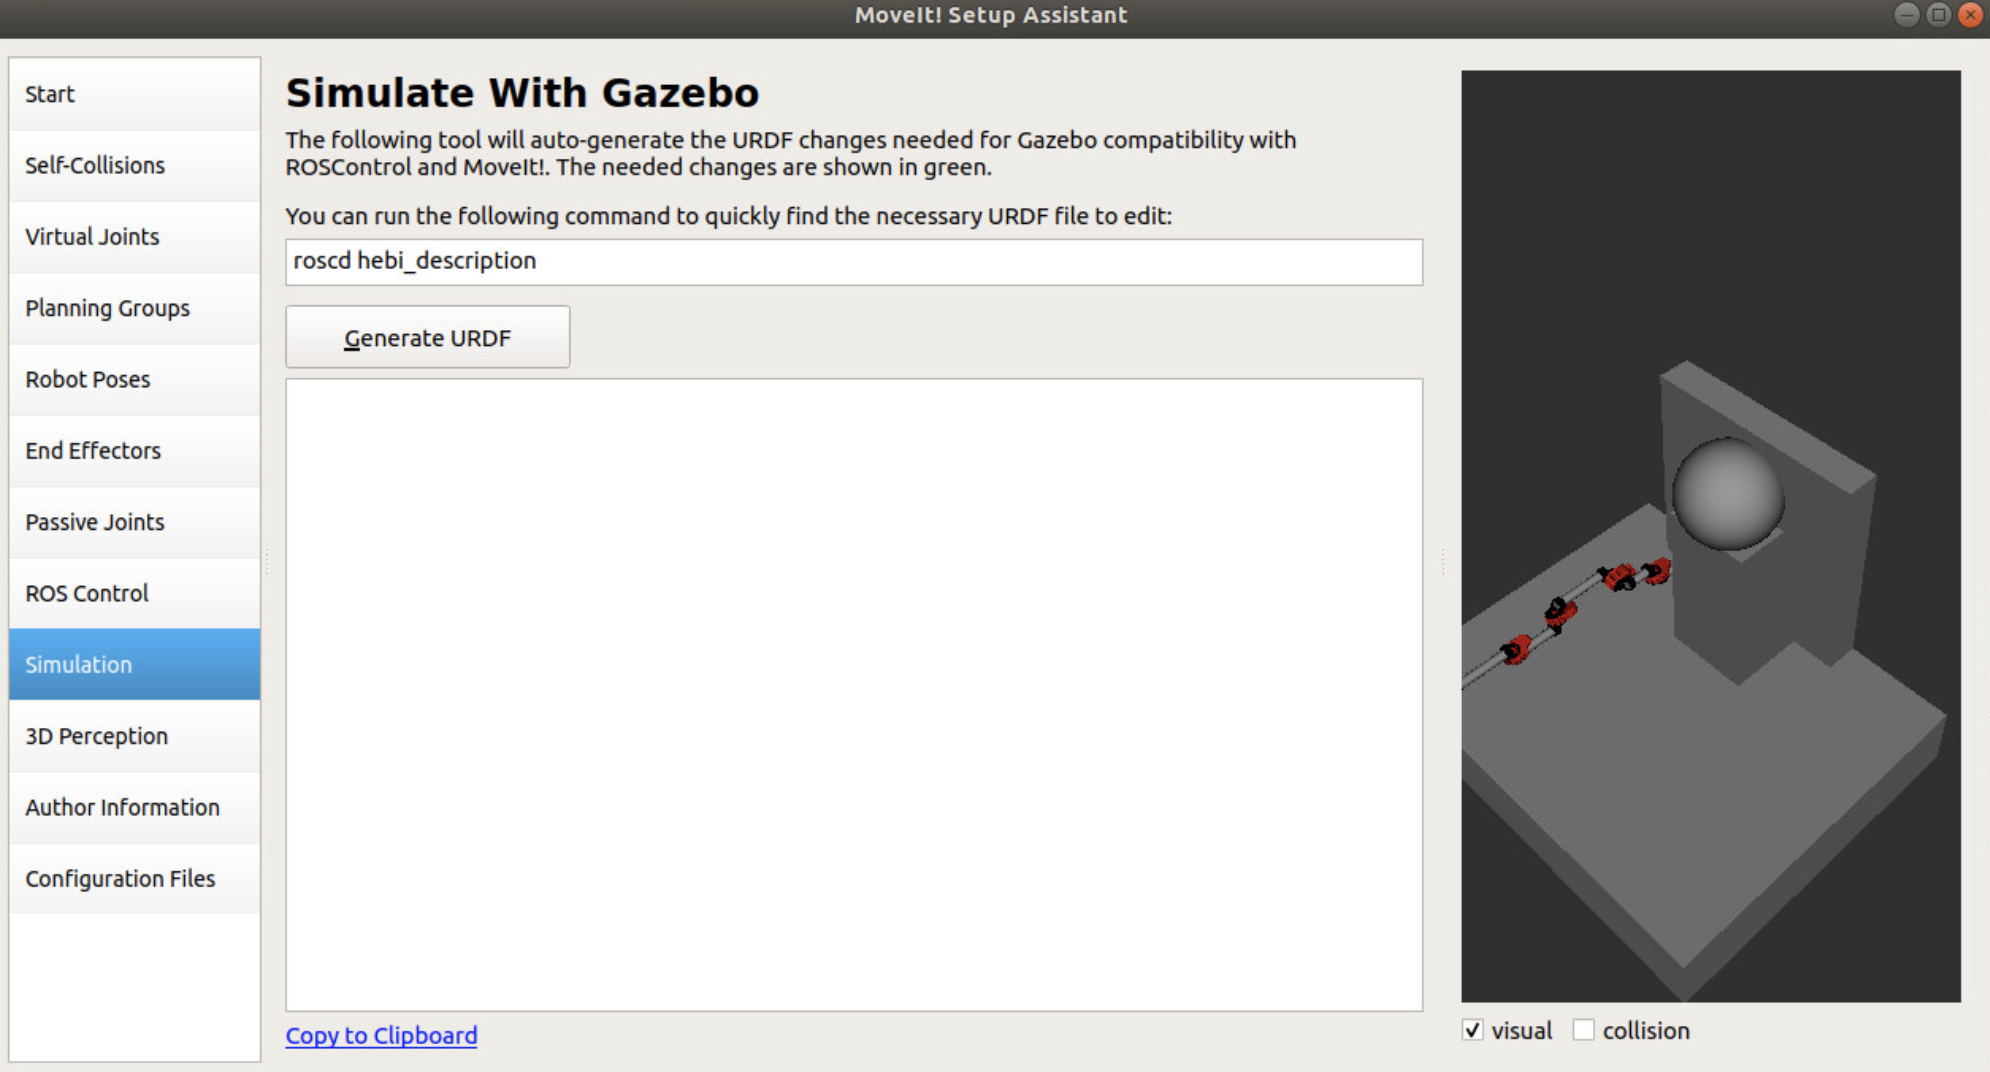 MoveIt! Setup Assistant
Start
Self-Collisions
Virtual Joints
Planning Groups
Robot Poses
End Effectors
Passive Joints
ROS Control
Simulation
3D Perception
Author Information
Configuration Files
Simulate With Gazebo
The following tool will auto-generate the URDF changes needed for Gazebo compatibility with
ROSControl and MoveIt!. The needed changes are shown in green.
You can run the following command to quickly find the necessary URDF file to edit:
roscd hebi_description
Generate URDF
Copy to Clipboard
visual
collision